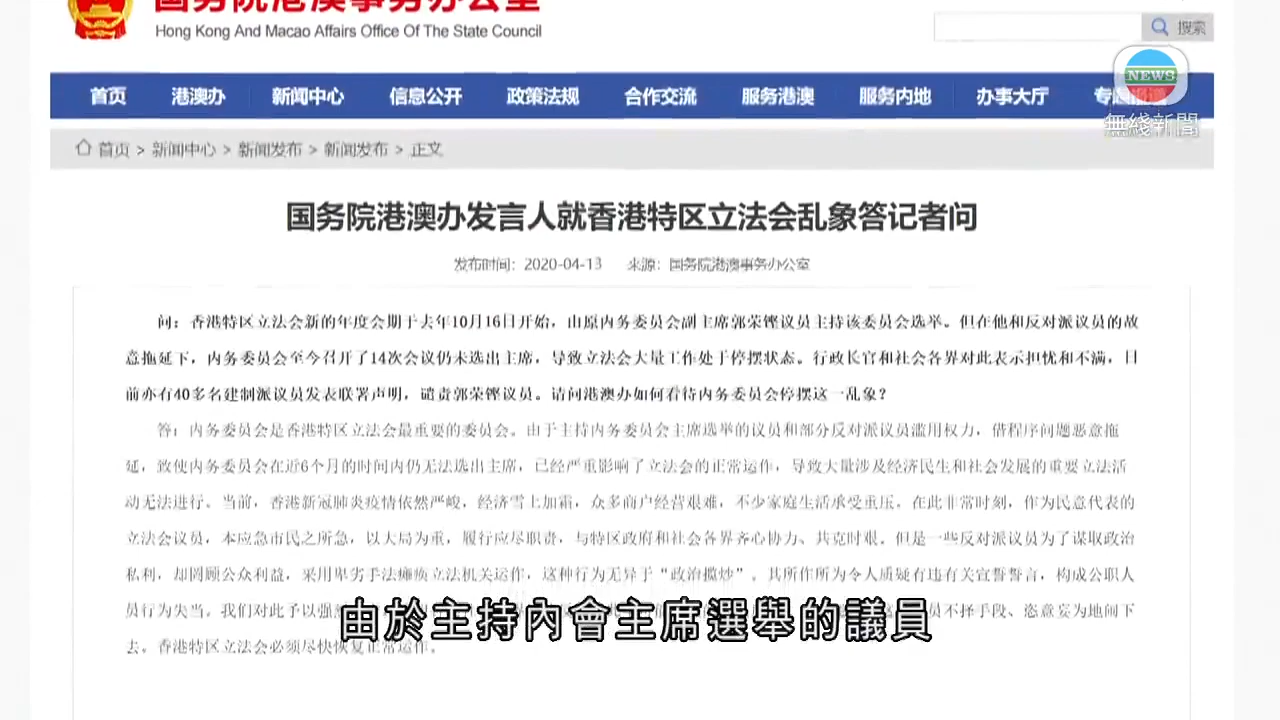 国务院港澳事务办公室
Hong Kong And Macao Affairs Office Of The State Council
搜索
NEWS
無綫新聞
首页 港澳办 新闻中心 信息公开 政策法规 合作交流 服务港澳 服务内地 办事大厅
首页 > 新闻中心 > 新闻发布 > 新闻发布 > 正文
国务院港澳办发言人就香港特区立法会乱象答记者问
发布时间：2020-04-13 来源：国务院港澳事务办公室
问：香港特区立法会新的年度会期于去年10月16日开始，由原内务委员会副主席郭荣铿议员主持该委员会选举。但在他和反对派议员的故
意拖延下，内务委员会至今召开了14次会议仍未选出主席，导致立法会大量工作处于停摆状态。行政长官和社会各界对此表示担忧和不满，日
前亦有40多名建制派议员发表联署声明，谴责郭荣铿议员。请问港澳办如何看待内务委员会停摆这一乱象？
答：内务委员会是香港特区立法会最重要的委员会。由于主持内务委员会主席选举的议员和部分反对派议员滥用权力，借程序问题恶意拖
延，致使内务委员会在近6个月的时间内仍无法选出主席，已经严重影响了立法会的正常运作，导致大量涉及经济民生和社会发展的重要立法活
动无法进行。当前，香港新冠肺炎疫情依然严峻，经济雪上加霜，众多商户经营艰难，不少家庭生活承受重压。在此非常时刻，作为民意代表的
立法会议员，本应急市民之所急，以大局为重，履行应尽职责，与特区政府和社会各界齐心协力、共克时艰。但是一些反对派议员为了谋取政治
私利，却罔顾公众利益，采用卑劣手法瘫痪立法机关运作，这种行为无异于“政治揽炒”。其所作所为令人质疑有违有关宣誓誓言，构成公职人
员行为失当。我们对此予以强 员不择手段、恣意妄为地闹下
去。香港特区立法会必须尽快恢复正常运作。
由於主持內會主席選舉的議員